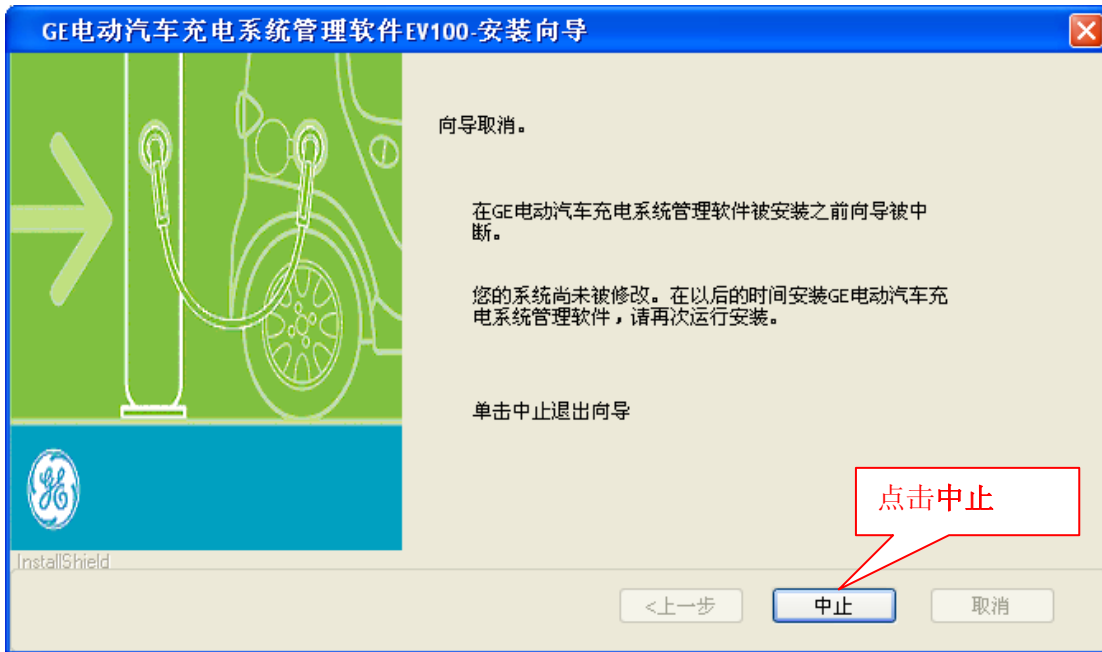 GE电动汽车充电系统管理软件EV100-安装向导
向导取消。
在GE电动汽车充电系统管理软件被安装之前向导被中
断。
您的系统尚未被修改。在以后的时间安装GE电动汽车充
电系统管理软件，请再次运行安装。
单击中止退出向导
点击中止
GE
InstallShield
<上一步
中止
取消